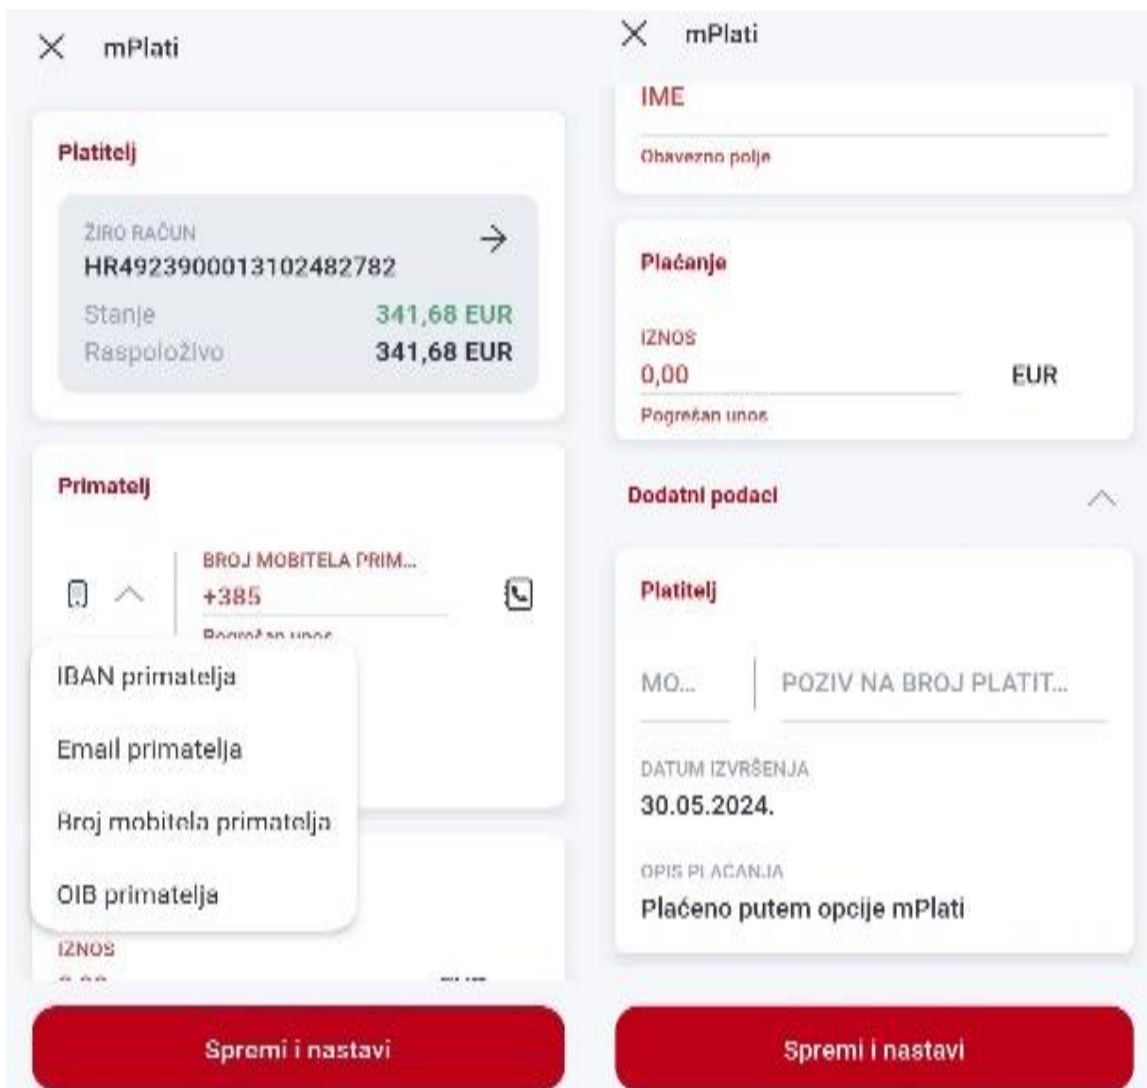 mPlati
Platitelj
ŽIRO RAČUN
HR4923900013102482782
Stanje 341,68 EUR
Raspoloživo 341,68 EUR
Primatelj
BROJ MOBITELA PRIM...
+385
Pogrešan unos
IBAN primatelja
Email primatelja
Broj mobitela primatelja
OIB primatelja
IZNOS
Spremi i nastavi
mPlati
IME
Obavezno polje
Plaćanje
IZNOS
0,00 EUR
Pogrešan unos
Dodatni podaci
Platitelj
MO... POZIV NA BROJ PLATIT...
DATUM IZVRŠENJA
30.05.2024.
OPIS PLAĆANJA
Plaćeno putem opcije mPlati
Spremi i nastavi